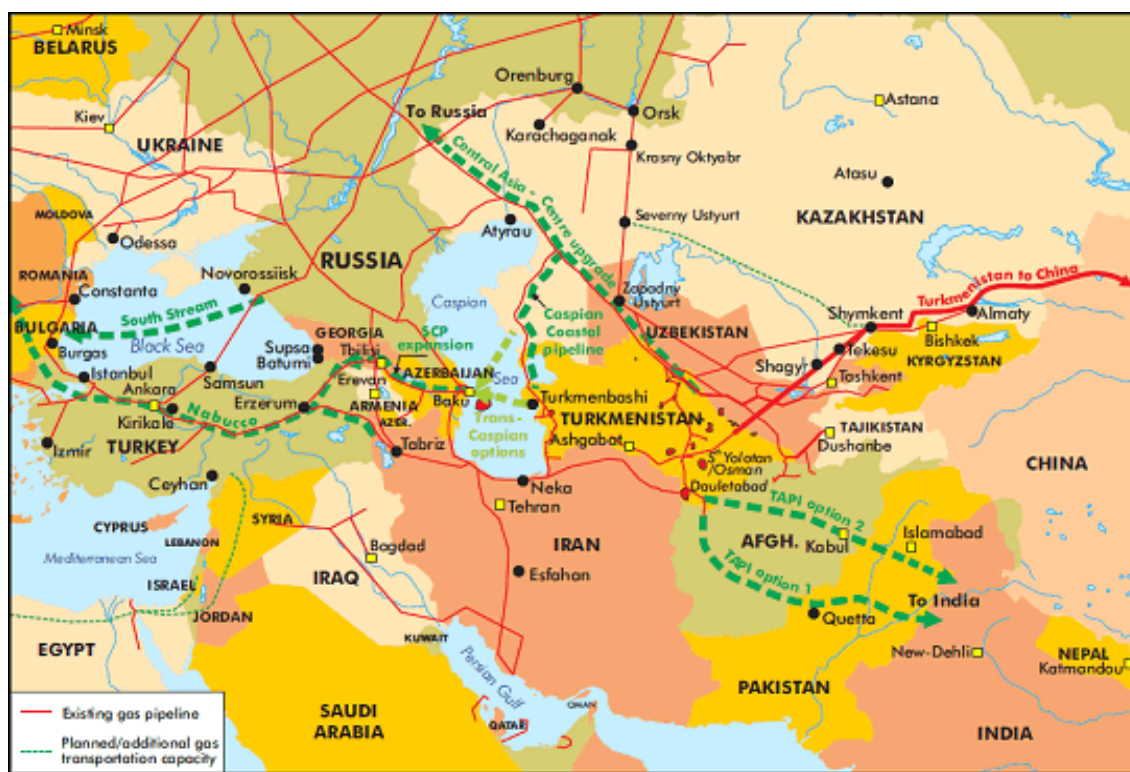 Minsk
BELARUS
Kiev
UKRAINE
MOLDOVA
Odessa
ROMANIA
Constanta
BULGARIA
Burgas
Istanbul
Ankara
Kirikale
Izmir
TURKEY
Nabucco
South Stream
Black Sea
Novorossiisk
Samsun
Supsa
Batumi
Erzerum
Ceyhan
RUSSIA
GEORGIA
Tbilisi
SCP
expansion
AZERBAIJAN
Erevan
ARMENIA
AZER.
Baku
Tabriz
To Russia
Orenburg
Karachaganak
Orsk
Krasny Oktyabr
Central Asia - Centre upgrade
Astana
Atasu
KAZAKHSTAN
Severny Ustyurt
Atyrau
Caspian
Sea
Caspian
Coastal
pipeline
Trans-
Caspian
options
Zapadny
Ustyurt
UZBEKISTAN
Turkmenbashi
TURKMENISTAN
Ashgabat
Shymkent
Turkmenistan to China
Almaty
Bishkek
KYRGYZSTAN
Tekesu
Shagyr
Tashkent
TAJIKISTAN
Dushanbe
CHINA
Sth Yolotan
/Osman
Dauletabad
Neka
Tehran
IRAN
Esfahan
TAPI option 2
AFGH.
Kabul
Islamabad
TAPI option 1
To India
Quetta
New-Dehli
NEPAL
Katmandou
PAKISTAN
INDIA
CYPRUS
Mediterranean Sea
LEBANON
SYRIA
ISRAEL
JORDAN
Bagdad
IRAQ
KUWAIT
Persian Gulf
EGYPT
SAUDI
ARABIA
QATAR
OMAN
Existing gas pipeline
Planned/additional gas
transportation capacity